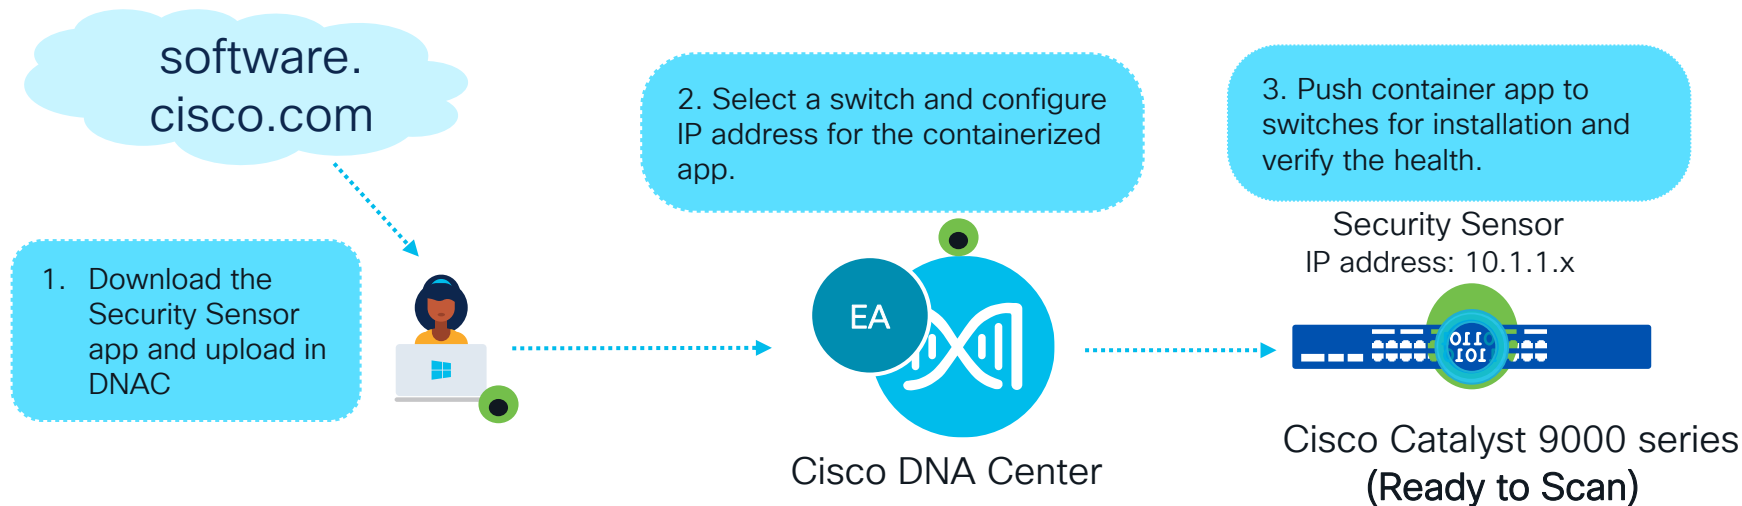 software.
cisco.com
1. Download the
Security Sensor
app and upload in
DNAC
2. Select a switch and configure
IP address for the containerized
app.
EA
Cisco DNA Center
3. Push container app to
switches for installation and
verify the health.
Security Sensor
IP address: 10.1.1.x
011
101
Cisco Catalyst 9000 series
(Ready to Scan)